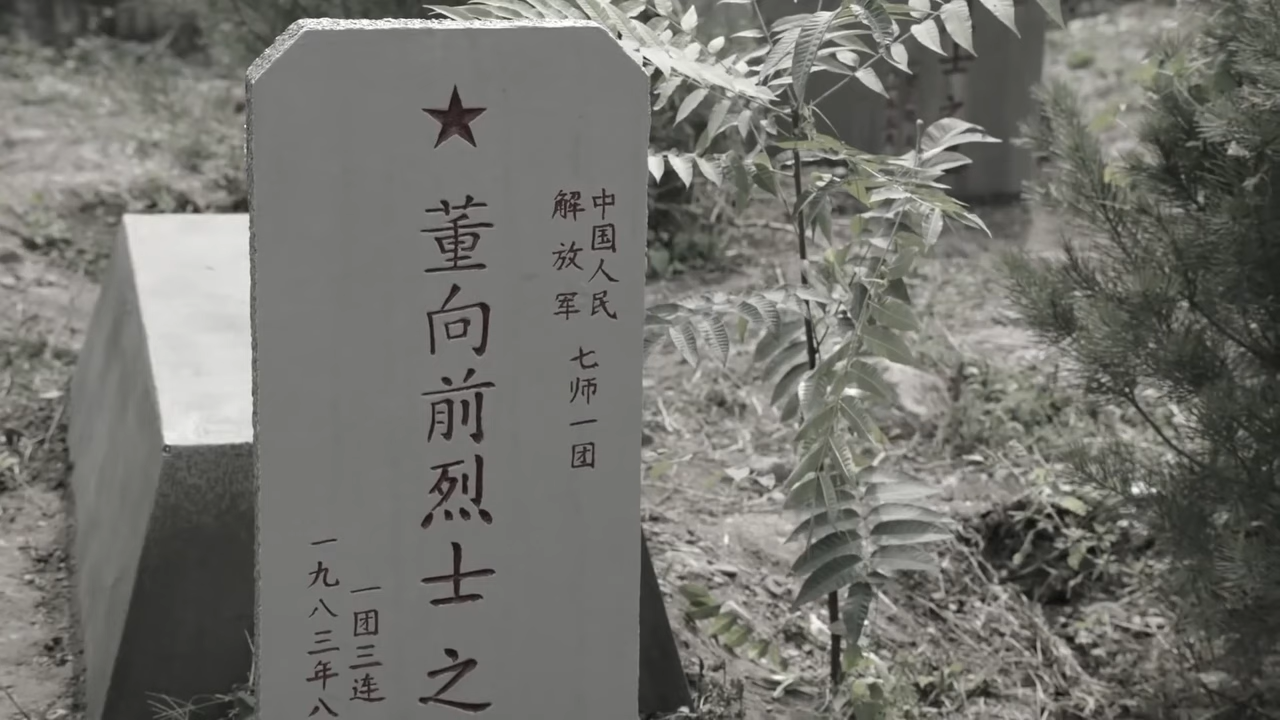 中国人民
解放军
七师一团
董向前烈士之
一团三连
一九八三年八